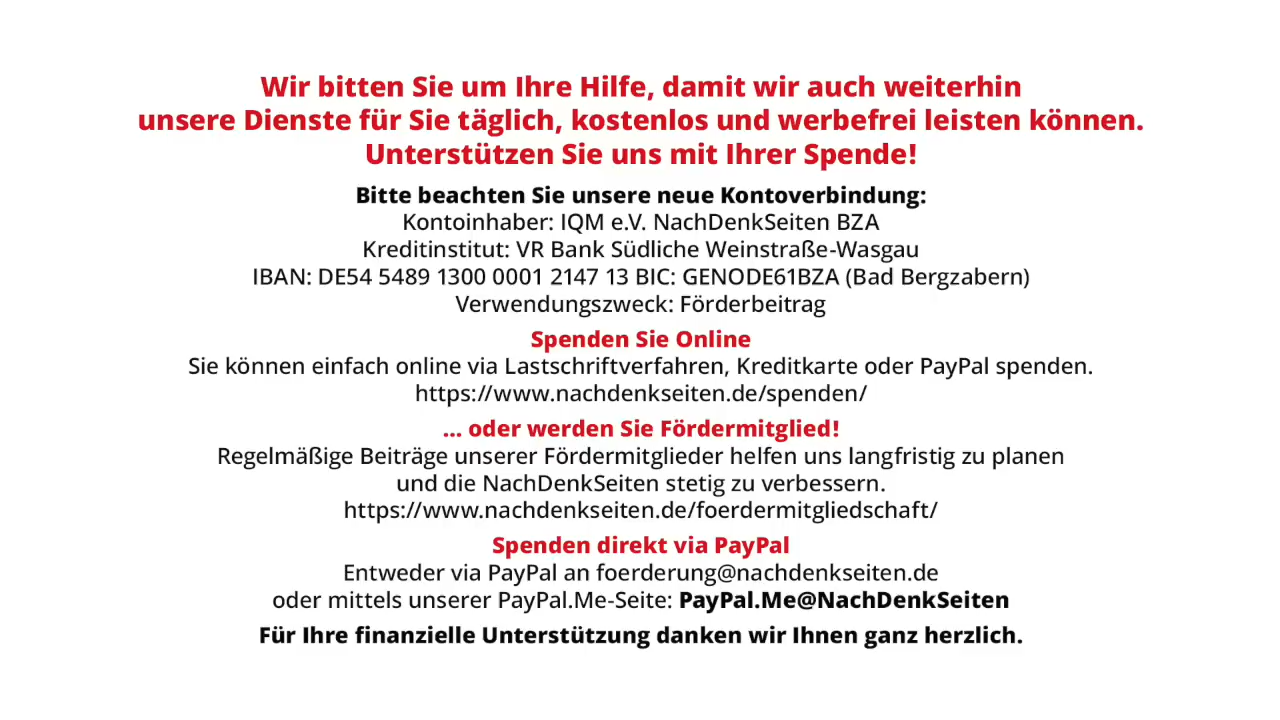 Wir bitten Sie um Ihre Hilfe, damit wir auch weiterhin
unsere Dienste für Sie täglich, kostenlos und werbefrei leisten können.
Unterstützen Sie uns mit Ihrer Spende!
Bitte beachten Sie unsere neue Kontoverbindung:
Kontoinhaber: IQM e.V. NachDenkSeiten BZA
Kreditinstitut: VR Bank Südliche Weinstraße-Wasgau
IBAN: DE54 5489 1300 0001 2147 13 BIC: GENODE61BZA (Bad Bergzabern)
Verwendungszweck: Förderbeitrag
Spenden Sie Online
Sie können einfach online via Lastschriftverfahren, Kreditkarte oder PayPal spenden.
https://www.nachdenkseiten.de/spenden/
... oder werden Sie Fördermitglied!
Regelmäßige Beiträge unserer Fördermitglieder helfen uns langfristig zu planen
und die NachDenkSeiten stetig zu verbessern.
https://www.nachdenkseiten.de/foerdermitgliedschaft/
Spenden direkt via PayPal
Entweder via PayPal an foerderung@nachdenkseiten.de
oder mittels unserer PayPal.Me-Seite: PayPal.Me@NachDenkSeiten
Für Ihre finanzielle Unterstützung danken wir Ihnen ganz herzlich.